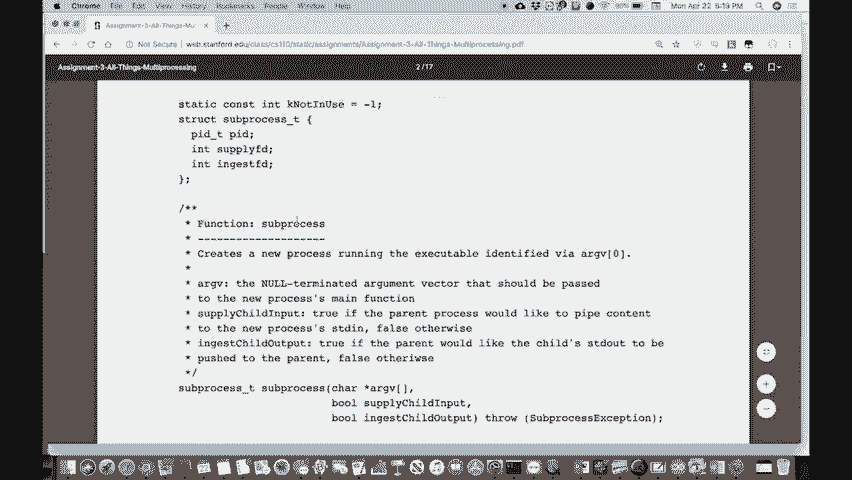 Chrome File Edit View History Bookmarks People Window Help
90% Mon Apr 22 6:19 PM
Assignment-3-All-Things-Mu
Not Secure web.stanford.edu/class/cs110/static/assignments/Assignment-3-All-Things-Multiprocessing.pdf
Assignment-3-All-Things-Multiprocessing 2 / 17
static const int kNotInUse = -1;
struct subprocess_t {
pid_t pid;
int supplyfd;
int ingestfd;
};
/**
* Function: subprocess
* --------------------
* Creates a new process running the executable identified via argv[0].
*
* argv: the NULL-terminated argument vector that should be passed
* to the new process's main function
* supplyChildInput: true if the parent process would like to pipe content
* to the new process's stdin, false otherwise
* ingestChildOutput: true if the parent would like the child's stdout to be
* pushed to the parent, false otheriwse
*/
subprocess_t subprocess(char *argv[],
bool supplyChildInput,
bool ingestChildOutput) throw (SubprocessException);